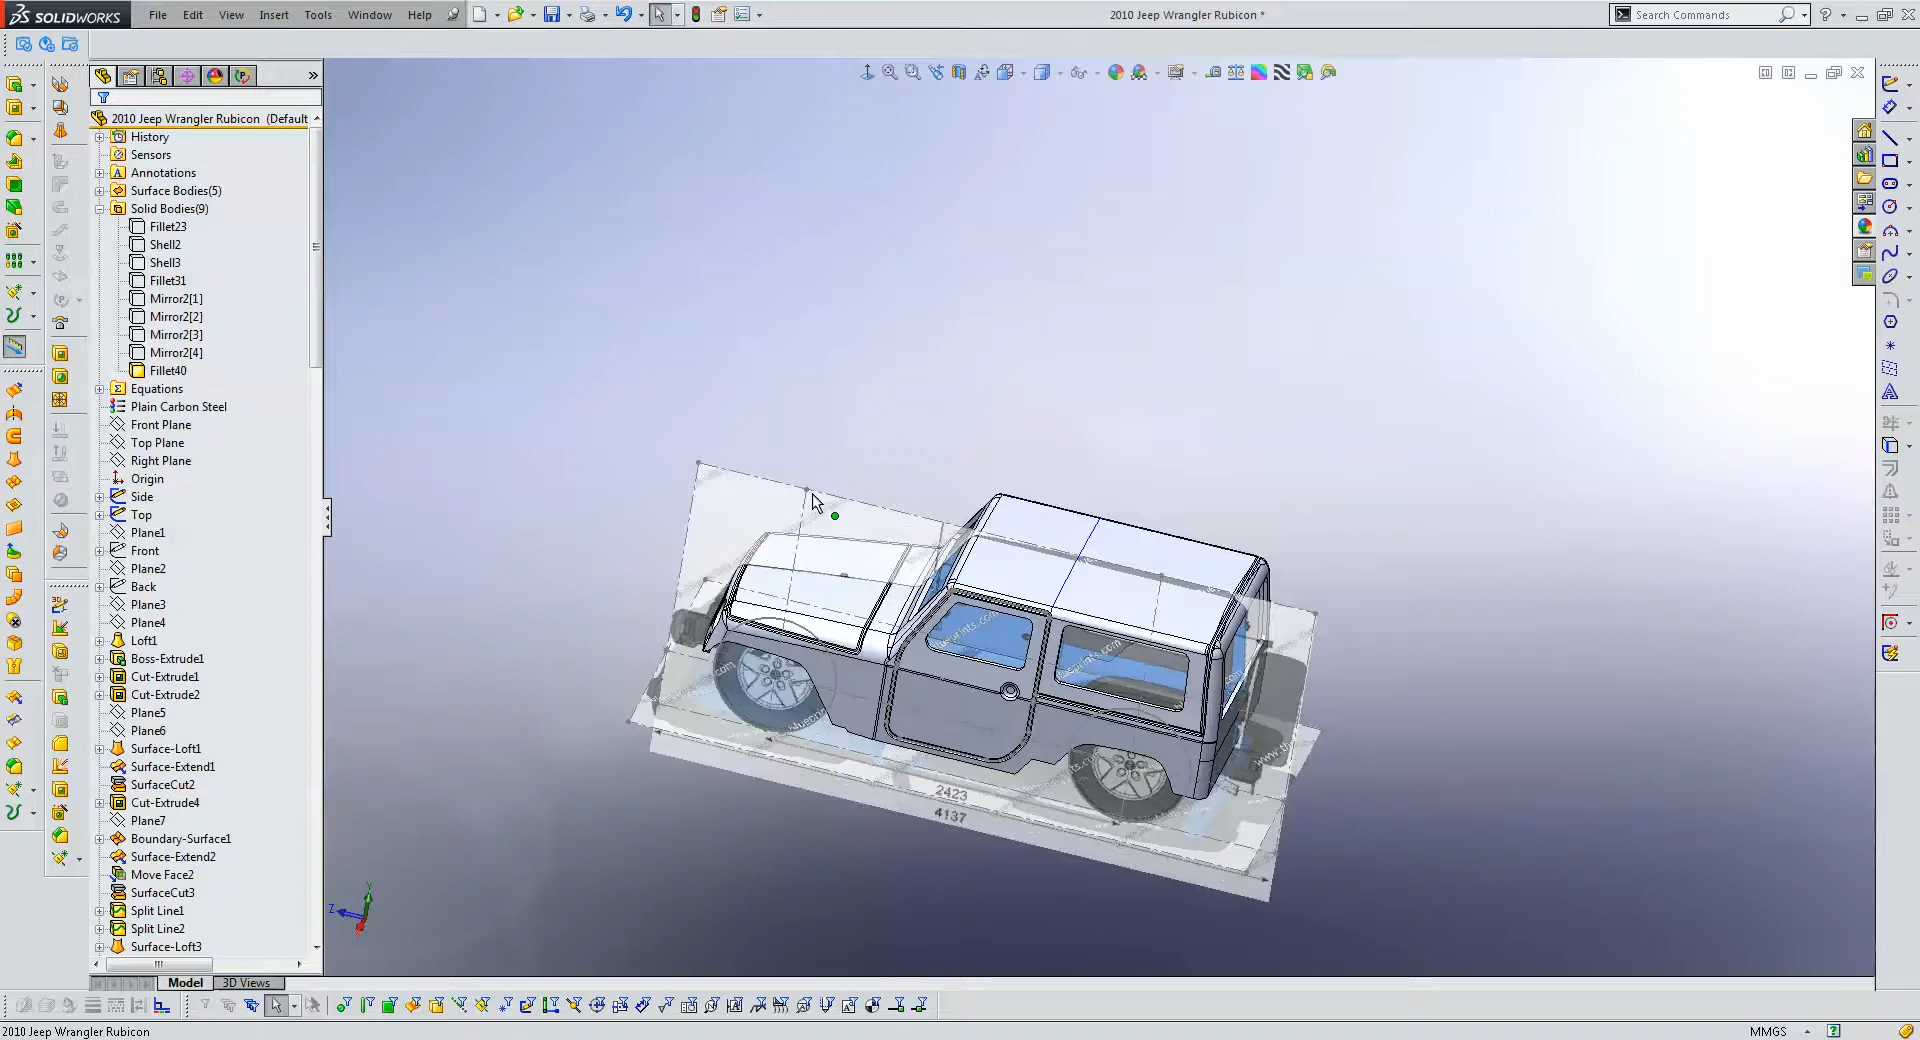 SOLIDWORKS
File Edit View Insert Tools Window Help
2010 Jeep Wrangler Rubicon *
Search Commands
2010 Jeep Wrangler Rubicon (Default
History
Sensors
Annotations
Surface Bodies(5)
Solid Bodies(9)
Fillet23
Shell2
Shell3
Fillet31
Mirror2[1]
Mirror2[2]
Mirror2[3]
Mirror2[4]
Fillet40
Equations
Plain Carbon Steel
Front Plane
Top Plane
Right Plane
Origin
Side
Top
Plane1
Front
Plane2
Back
Plane3
Plane4
Loft1
Boss-Extrude1
Cut-Extrude1
Cut-Extrude2
Plane5
Plane6
Surface-Loft1
Surface-Extend1
SurfaceCut2
Cut-Extrude4
Plane7
Boundary-Surface1
Surface-Extend2
Move Face2
SurfaceCut3
Split Line1
Split Line2
Surface-Loft3
2423
4137
Z
Model 3D Views
2010 Jeep Wrangler Rubicon
MMGS